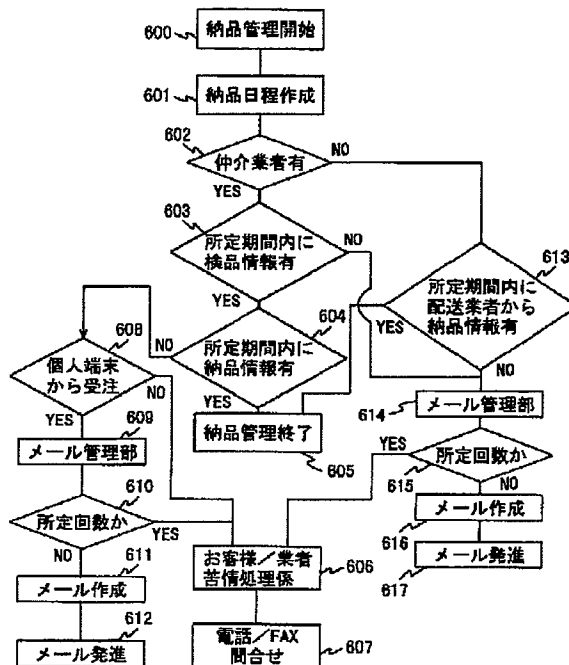 600
納品管理開始
601
納品日程作成
602
仲介業者有
NO
YES
603
所定期間内に
検品情報有
NO
YES
613
所定期間内に
配送業者から
納品情報有
YES
NO
604
所定期間内に
納品情報有
NO
YES
608
個人端末
から受注
NO
YES
納品管理終了
605
614
メール管理部
609
メール管理部
YES
所定回数か
615
NO
610
所定回数か
YES
NO
616
メール作成
611
メール作成
お客様/業者
苦情処理係
606
617
メール発進
612
メール発進
電話/FAX
問合せ
607